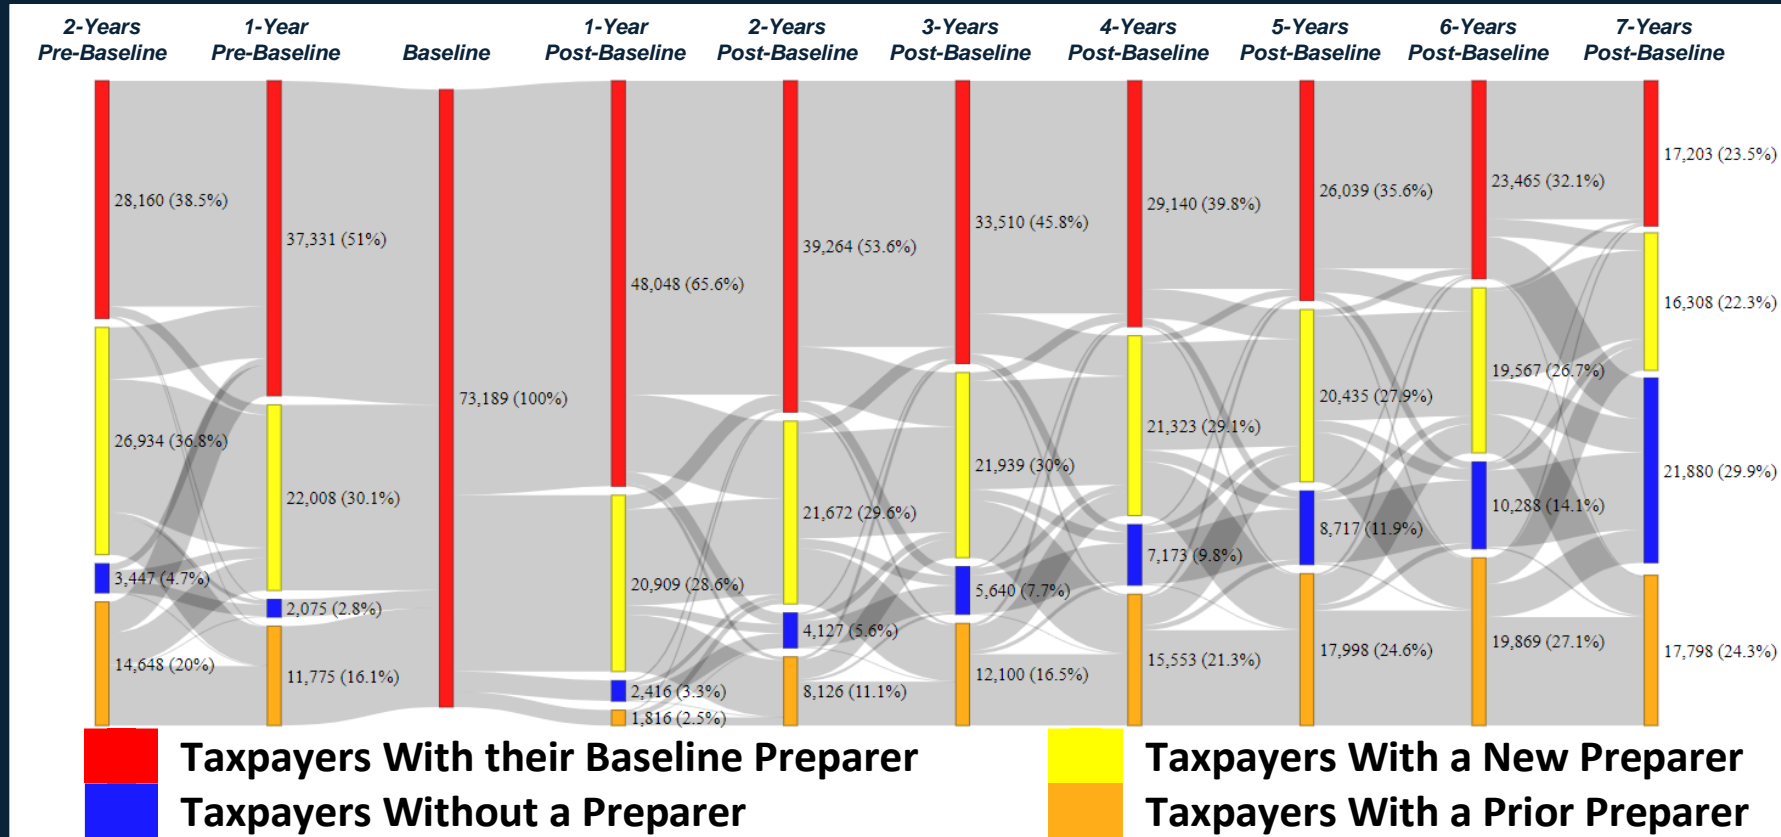 2-Years
Pre-Baseline
1-Year
Pre-Baseline
Baseline
1-Year
Post-Baseline
2-Years
Post-Baseline
3-Years
Post-Baseline
4-Years
Post-Baseline
5-Years
Post-Baseline
6-Years
Post-Baseline
7-Years
Post-Baseline
28,160 (38.5%)
26,934 (36.8%)
3,447 (4.7%)
14,648 (20%)
37,331 (51%)
22,008 (30.1%)
2,075 (2.8%)
11,775 (16.1%)
73,189 (100%)
48,048 (65.6%)
20,909 (28.6%)
2,416 (3.3%)
1,816 (2.5%)
39,264 (53.6%)
21,672 (29.6%)
4,127 (5.6%)
8,126 (11.1%)
33,510 (45.8%)
21,939 (30%)
5,640 (7.7%)
12,100 (16.5%)
29,140 (39.8%)
21,323 (29.1%)
7,173 (9.8%)
15,553 (21.3%)
26,039 (35.6%)
20,435 (27.9%)
8,717 (11.9%)
17,998 (24.6%)
23,465 (32.1%)
19,567 (26.7%)
10,288 (14.1%)
19,869 (27.1%)
17,203 (23.5%)
16,308 (22.3%)
21,880 (29.9%)
17,798 (24.3%)
Taxpayers With their Baseline Preparer
Taxpayers With a New Preparer
Taxpayers Without a Preparer
Taxpayers With a Prior Preparer